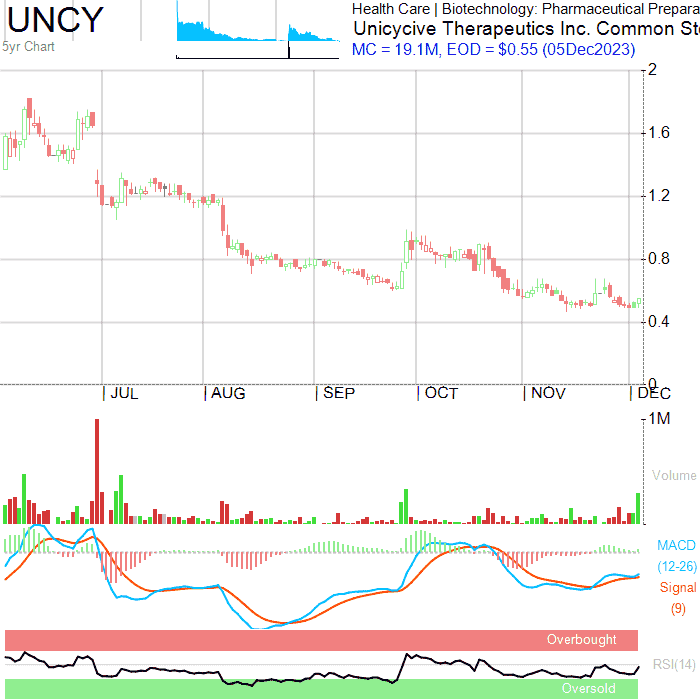 UNCY
5yr Chart
Health Care | Biotechnology: Pharmaceutical Prepara
Unicycive Therapeutics Inc. Common Sto
MC = 19.1M, EOD = $0.55 (05Dec2023)
2
1.6
1.2
0.8
0.4
0
JUL
AUG
SEP
OCT
NOV
DEC
1M
Volume
MACD
(12-26)
Signal
(9)
Overbought
RSI(14)
Oversold